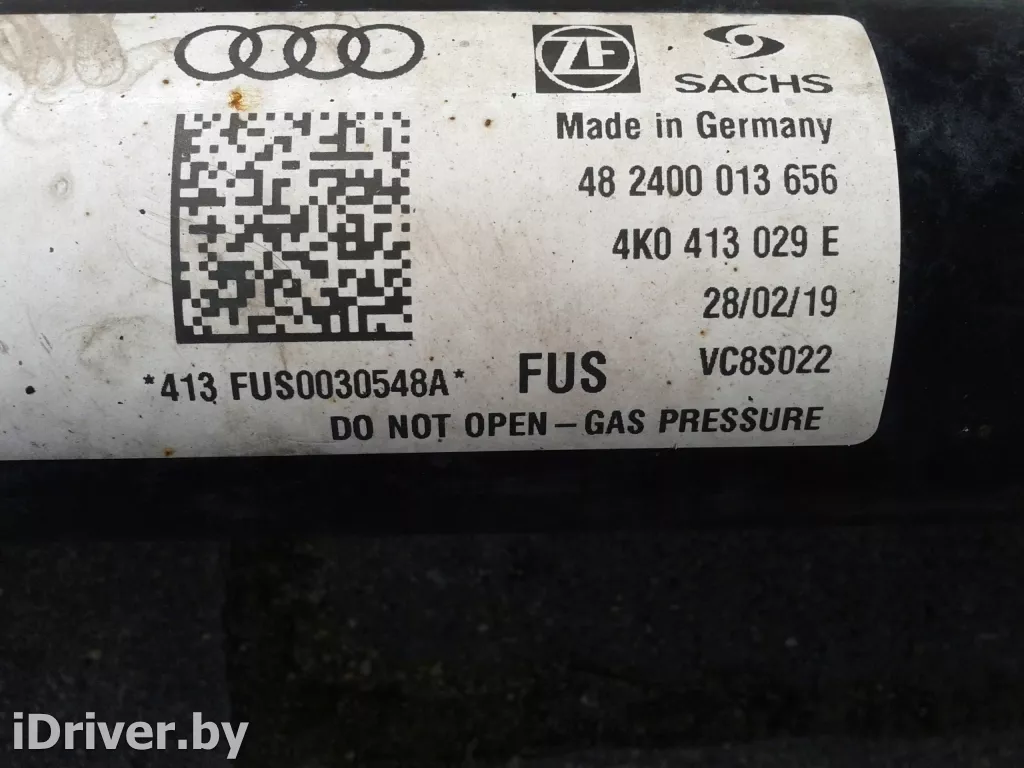 ZF
SACHS
Made in Germany
48 2400 013 656
4K0 413 029 E
28/02/19
VC8S022
*413 FUS0030548A*
FUS
DO NOT OPEN – GAS PRESSURE
iDriver.by